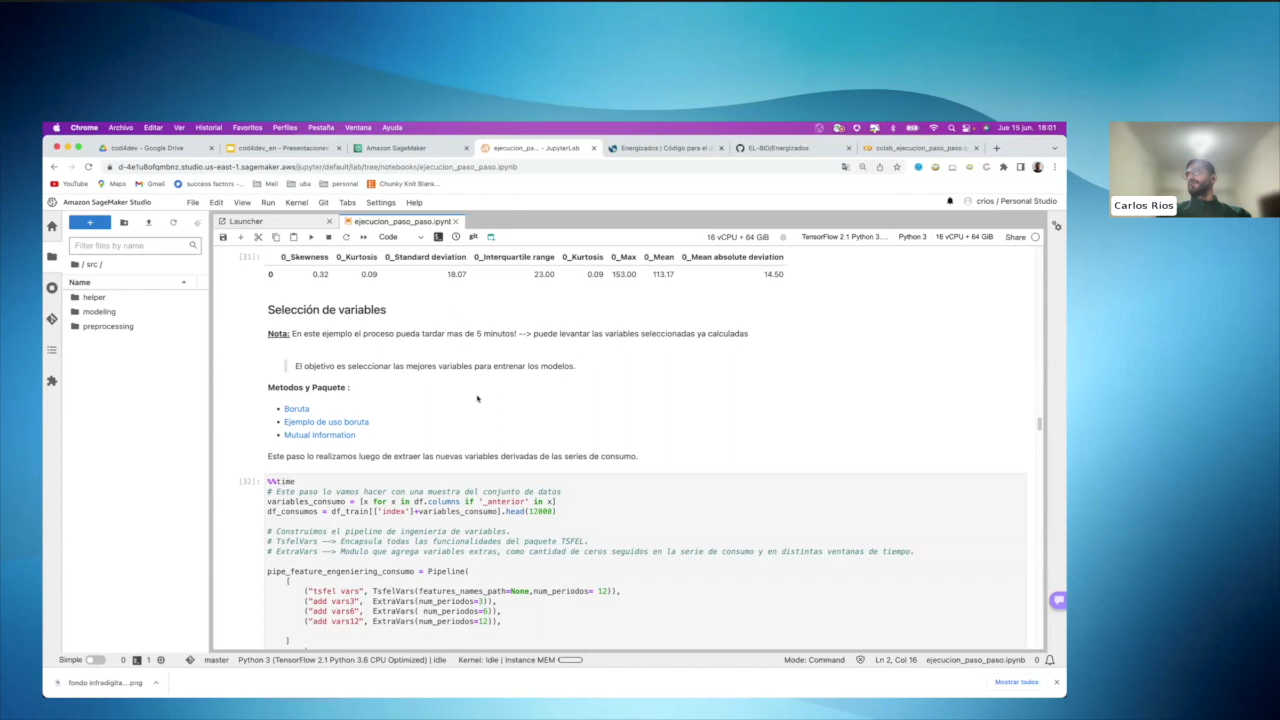 Chrome Archivo Editar Ver Historial Favoritos Perfiles Pestaña Ventana Ayuda Jue 15 jun. 18:01
cod4dev - Google Drive cod4dev_en - Presentaciones Amazon SageMaker ejecucion_pa... - JupyterLab Energizados | Código para el EL-BID/Energizados colab_ejecucion_paso_paso.ip
d-4e1u8ofqnbnz.studio.us-east-1.sagemaker.aws/jupyter/default/lab/tree/notebooks/ejecucion_paso_paso.ipynb
YouTube Maps Gmail success factors -... Meli uba personal Chunky Knit Blank...
Amazon SageMaker Studio File Edit View Run Kernel Git Tabs Settings Help crios / Personal Studio
Carlos Rios
Launcher ejecucion_paso_paso.ipynb
Code 16 vCPU + 64 GiB TensorFlow 2.1 Python 3.... Python 3 16 vCPU + 64 GiB Share
Filter files by name
/ src /
Name
helper
modeling
preprocessing
[31]: 0_Skewness 0_Kurtosis 0_Standard deviation 0_Interquartile range 0_Kurtosis 0_Max 0_Mean 0_Mean absolute deviation
0 0.32 0.09 18.07 23.00 0.09 153.00 113.17 14.50
Selección de variables
Nota: En este ejemplo el proceso pueda tardar mas de 5 minutos! --> puede levantar las variables seleccionadas ya calculadas
El objetivo es seleccionar las mejores variables para entrenar los modelos.
Metodos y Paquete :
• Boruta
• Ejemplo de uso boruta
• Mutual Information
Este paso lo realizamos luego de extraer las nuevas variables derivadas de las series de consumo.
[32]: %%time
# Este paso lo vamos hacer con una muestra del conjunto de datos
variables_consumo = [x for x in df.columns if '_anterior' in x]
df_consumos = df_train[['index']+variables_consumo].head(12000)
# Construimos el pipeline de ingenieria de variables.
# TsfelVars --> Encapsula todas las funcionalidades del paquete TSFEL.
# ExtraVars --> Modulo que agrega variables extras, como cantidad de ceros seguidos en la serie de consumo y en distintas ventanas de tiempo.
pipe_feature_engeniering_consumo = Pipeline(
[
("tsfel vars", TsfelVars(features_names_path=None,num_periodos= 12)),
("add vars3", ExtraVars(num_periodos=3)),
("add vars6", ExtraVars( num_periodos=6)),
("add vars12", ExtraVars(num_periodos=12)),
]
Simple 0 1 master Python 3 (TensorFlow 2.1 Python 3.6 CPU Optimized) | Idle Kernel: Idle | Instance MEM Mode: Command Ln 2, Col 16 ejecucion_paso_paso.ipynb 0
fondo infradigita....png Mostrar todos